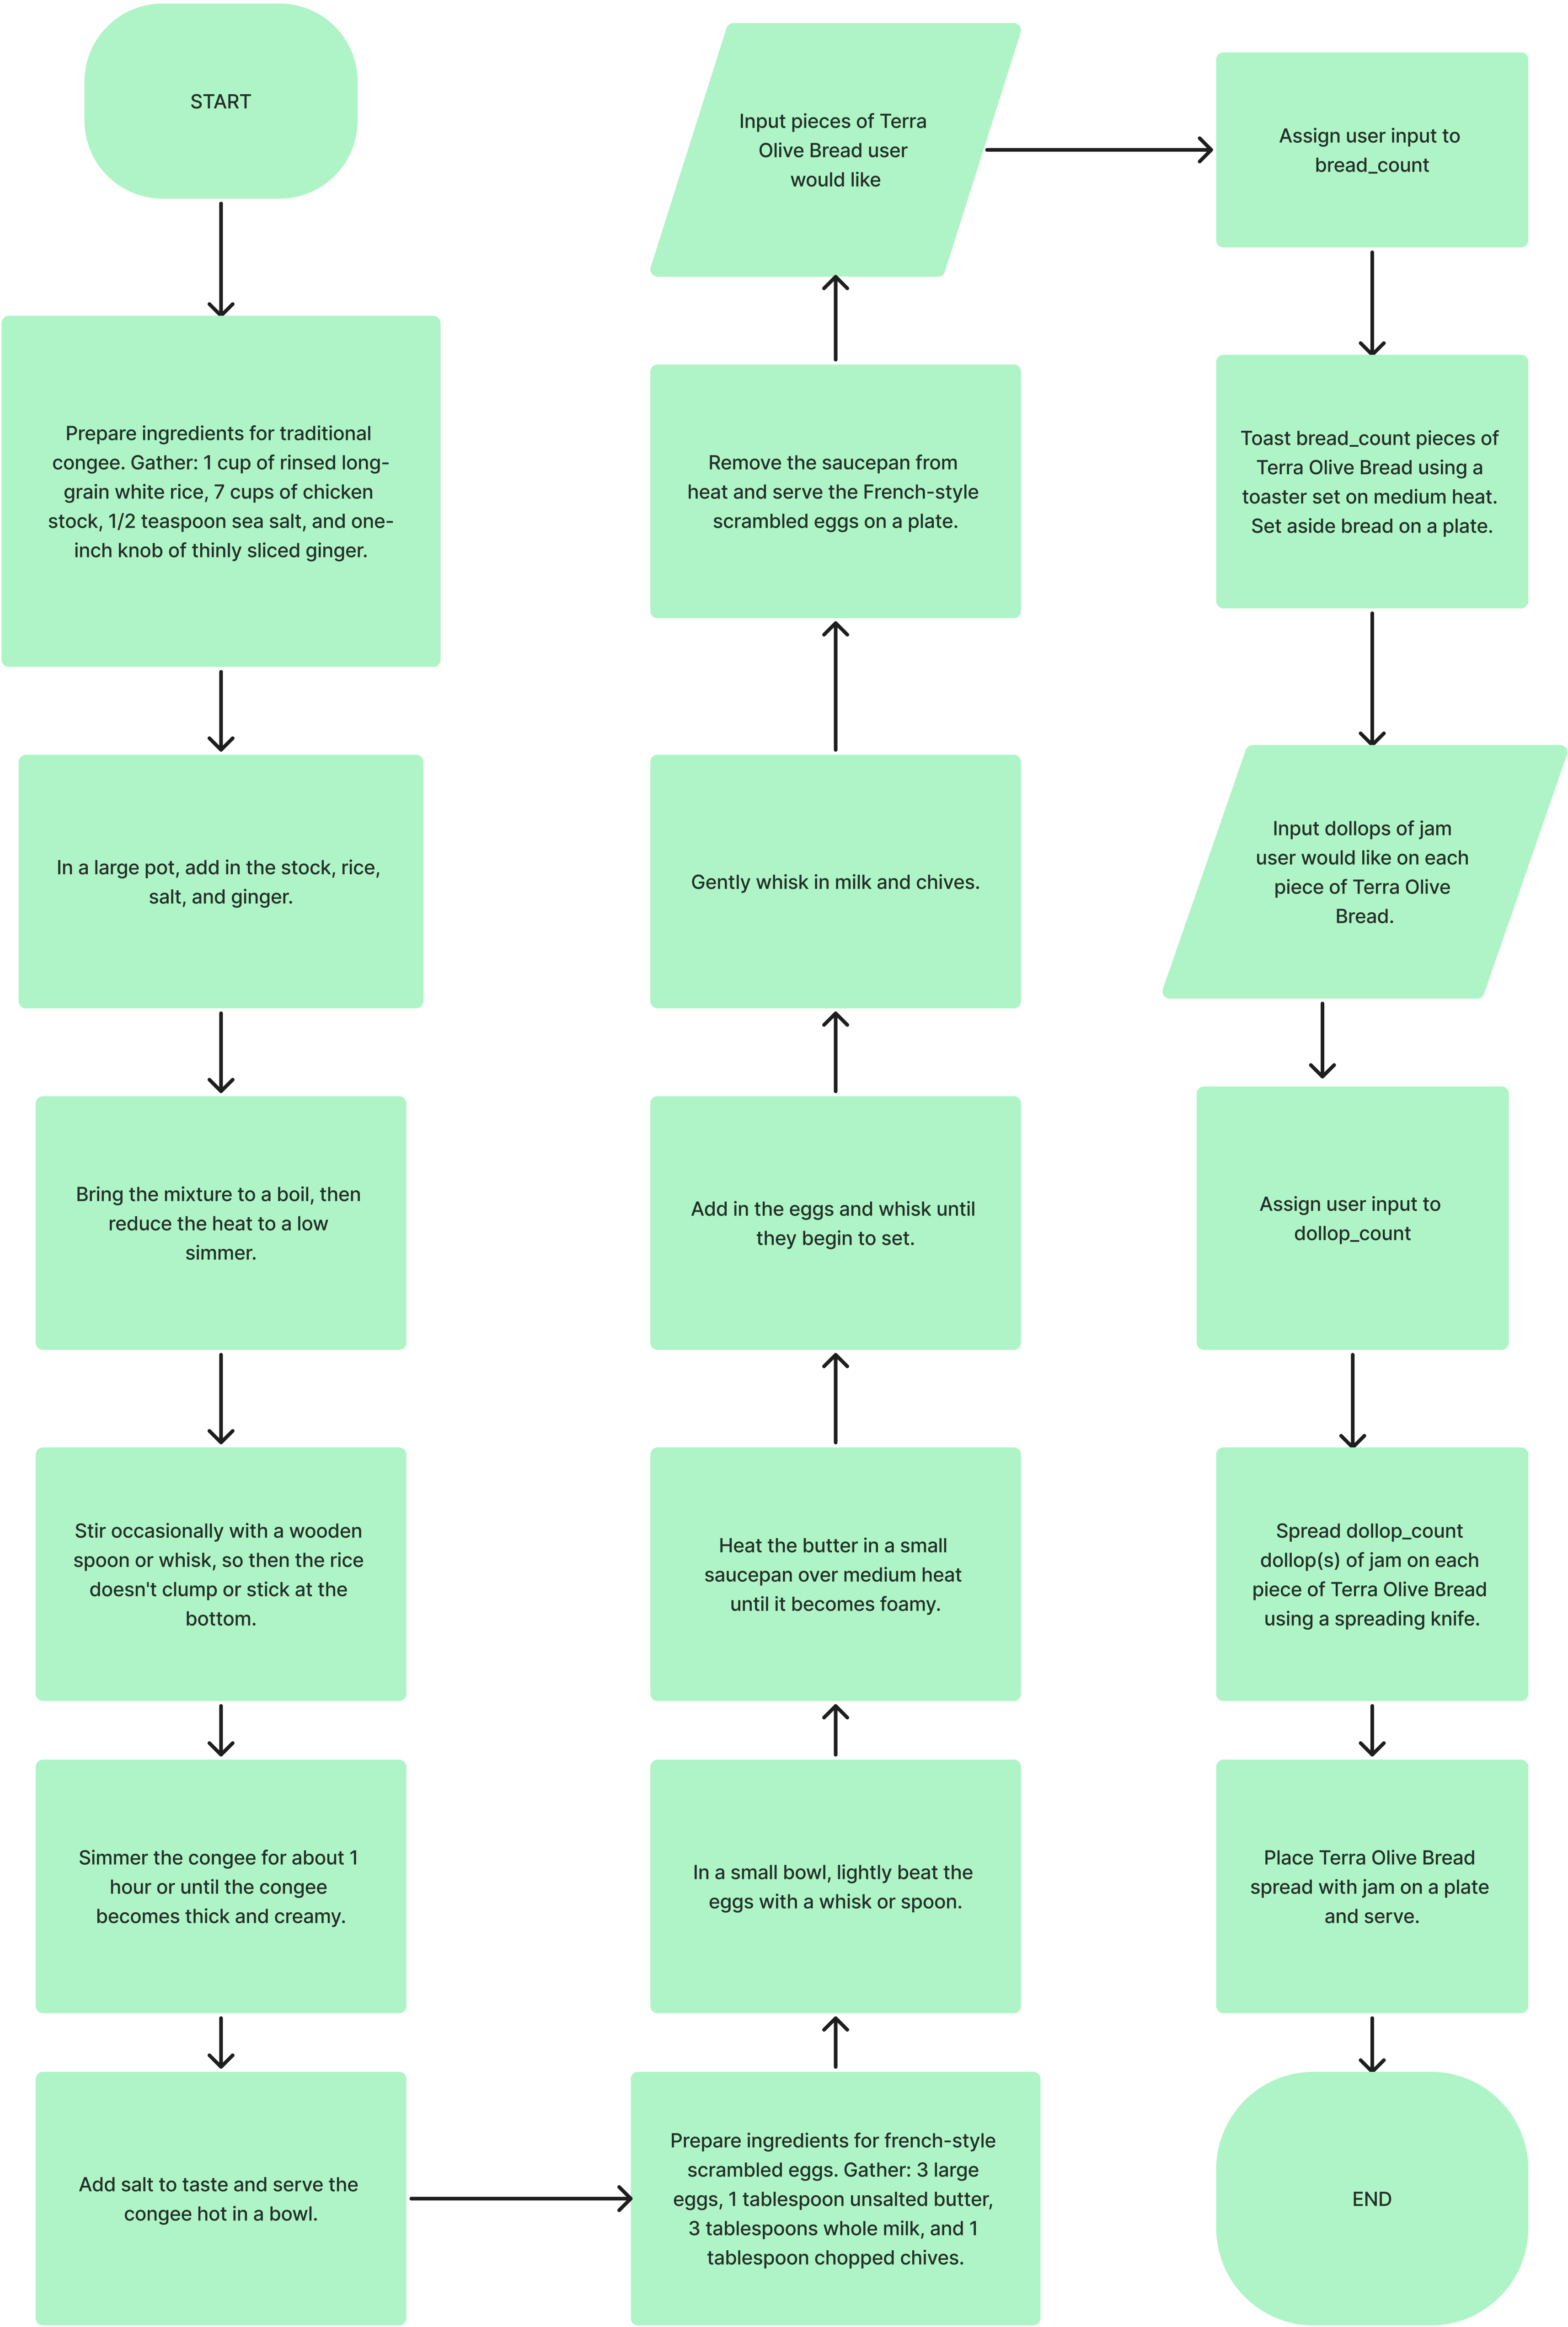 START
Prepare ingredients for traditional
congee. Gather: 1 cup of rinsed long-
grain white rice, 7 cups of chicken
stock, 1/2 teaspoon sea salt, and one-
inch knob of thinly sliced ginger.
In a large pot, add in the stock, rice,
salt, and ginger.
Bring the mixture to a boil, then
reduce the heat to a low
simmer.
Stir occasionally with a wooden
spoon or whisk, so then the rice
doesn't clump or stick at the
bottom.
Simmer the congee for about 1
hour or until the congee
becomes thick and creamy.
Add salt to taste and serve the
congee hot in a bowl.
Prepare ingredients for french-style
scrambled eggs. Gather: 3 large
eggs, 1 tablespoon unsalted butter,
3 tablespoons whole milk, and 1
tablespoon chopped chives.
In a small bowl, lightly beat the
eggs with a whisk or spoon.
Heat the butter in a small
saucepan over medium heat
until it becomes foamy.
Add in the eggs and whisk until
they begin to set.
Gently whisk in milk and chives.
Remove the saucepan from
heat and serve the French-style
scrambled eggs on a plate.
Input pieces of Terra
Olive Bread user
would like
Assign user input to
bread_count
Toast bread_count pieces of
Terra Olive Bread using a
toaster set on medium heat.
Set aside bread on a plate.
Input dollops of jam
user would like on each
piece of Terra Olive
Bread.
Assign user input to
dollop_count
Spread dollop_count
dollop(s) of jam on each
piece of Terra Olive Bread
using a spreading knife.
Place Terra Olive Bread
spread with jam on a plate
and serve.
END